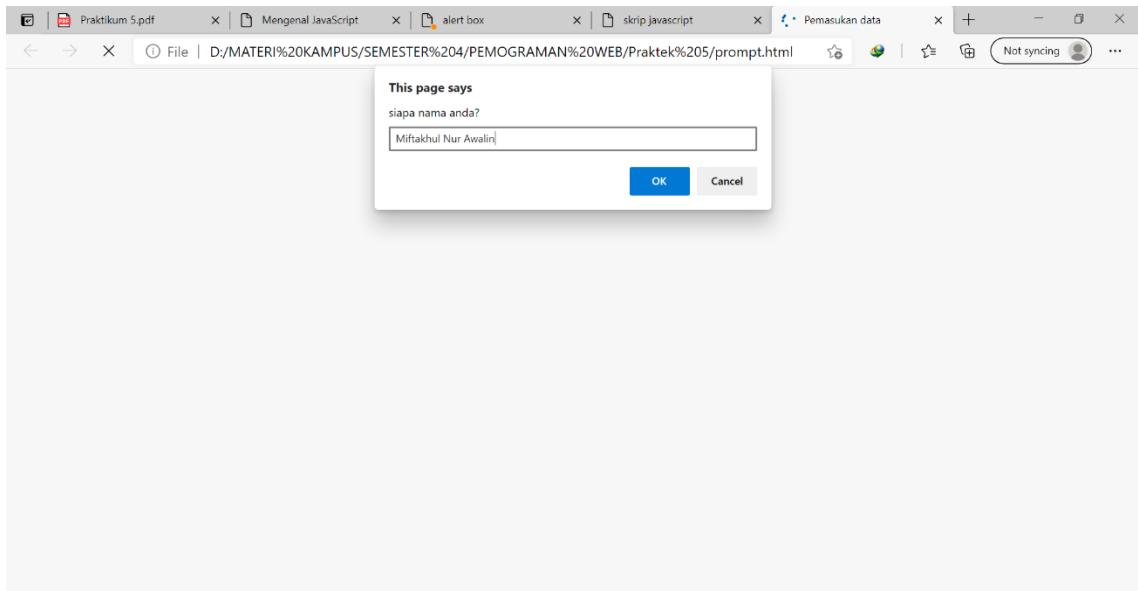 Praktikum 5.pdf Mengenal JavaScript alert box skrip javascript Pemasukan data
File | D:/MATERI%20KAMPUS/SEMESTER%204/PEMOGRAMAN%20WEB/Praktek%205/prompt.html Not syncing
This page says
siapa nama anda?
Miftakhul Nur Awalin
OK Cancel